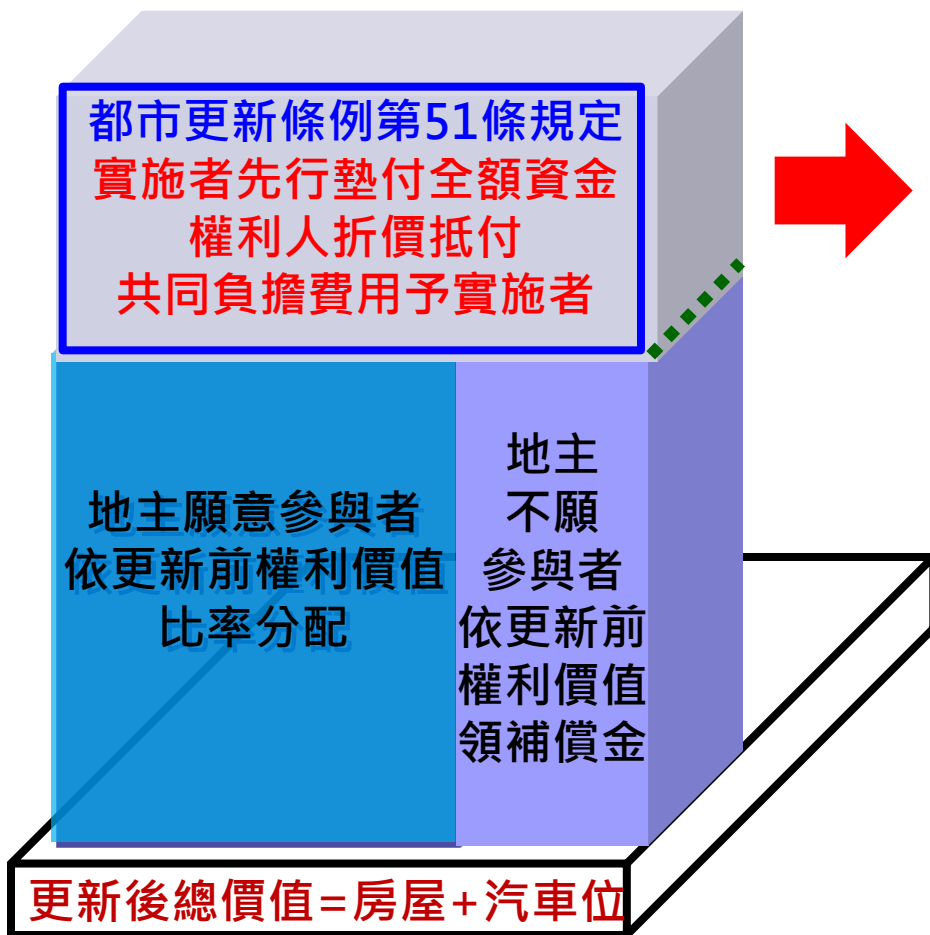 都市更新條例第51條規定
實施者先行墊付全額資金
權利人折價抵付
共同負擔費用予實施者
地主願意參與者
依更新前權利價值
比率分配
地主
不願
參與者
依更新前
權利價值
領補償金
更新後總價值=房屋+汽車位